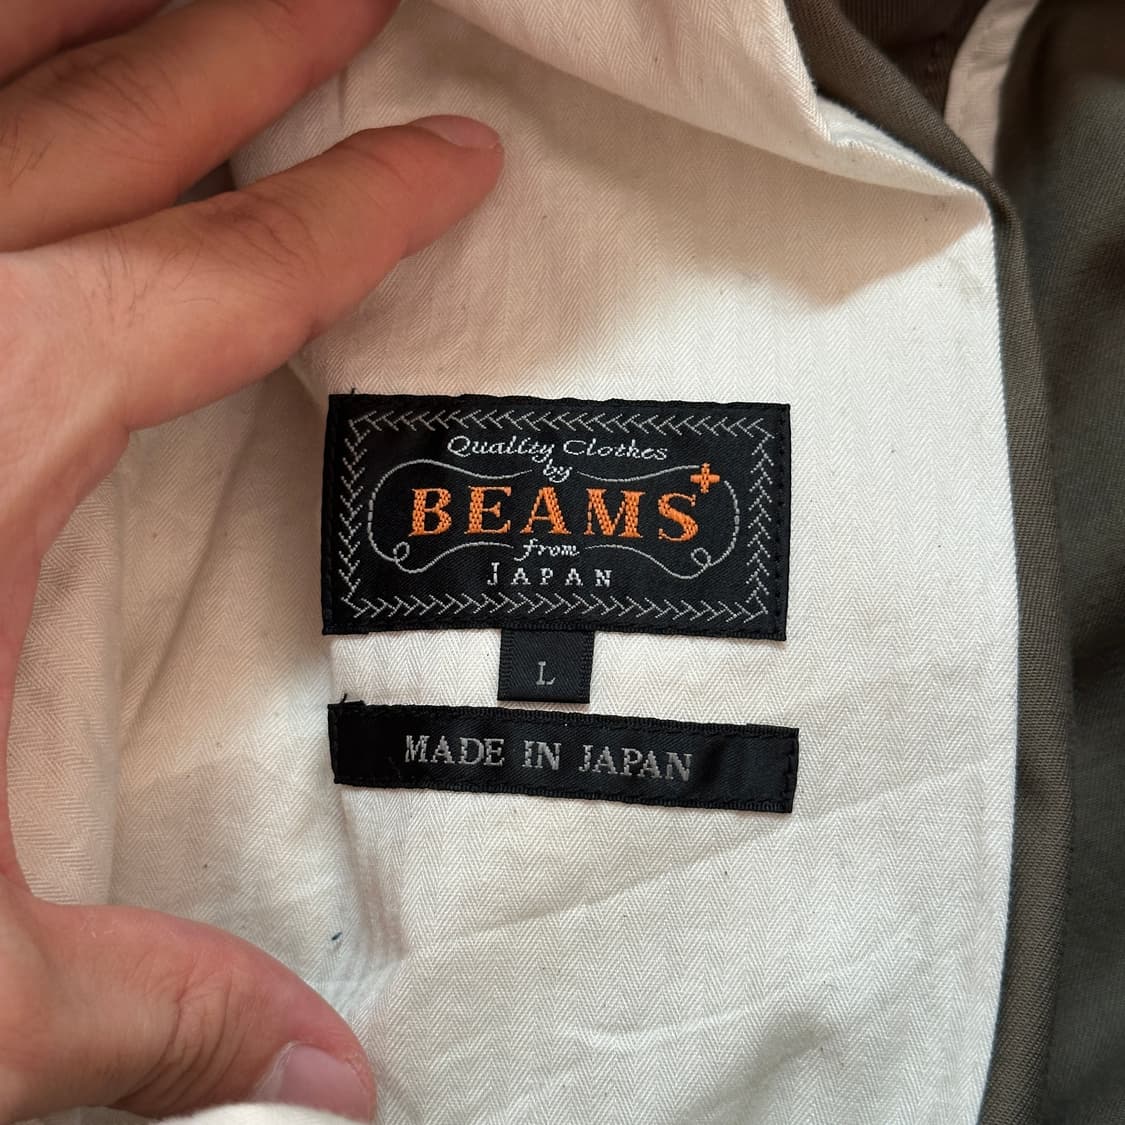 Quality Clothes
by
BEAMS+
from
JAPAN
L
MADE IN JAPAN